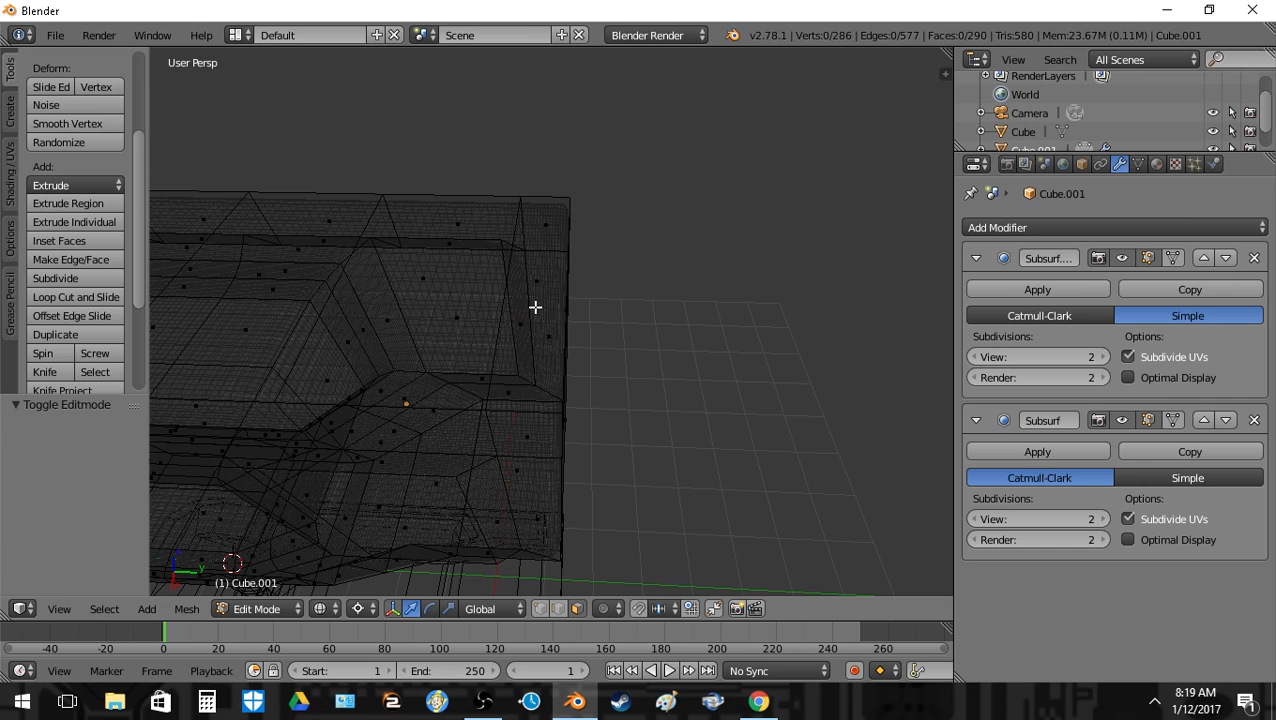 Blender
File Render Window Help Default Scene Blender Render v2.78.1 | Verts:0/286 | Edges:0/577 | Faces:0/290 | Tris:580 | Mem:23.67M (0.11M) | Cube.001
User Persp
Tools
Create
Shading / UVs
Options
Grease Pencil
Deform:
Slide Ed Vertex
Noise
Smooth Vertex
Randomize
Add:
Extrude
Extrude Region
Extrude Individual
Inset Faces
Make Edge/Face
Subdivide
Loop Cut and Slide
Offset Edge Slide
Duplicate
Spin Screw
Knife Select
Knife Project
Toggle Editmode
y
(1) Cube.001
View Search All Scenes
RenderLayers
World
Camera
Cube
Cube.001
Cube.001
Add Modifier
Subsurf....
Apply Copy
Catmull-Clark Simple
Subdivisions: Options:
View: 2 Subdivide UVs
Render: 2 Optimal Display
Subsurf
Apply Copy
Catmull-Clark Simple
Subdivisions: Options:
View: 2 Subdivide UVs
Render: 2 Optimal Display
View Select Add Mesh Edit Mode Global
-40 -20 0 20 40 60 80 100 120 140 160 180 200 220 240 260
View Marker Frame Playback Start: 1 End: 250 1 No Sync
8:19 AM
1/12/2017
1